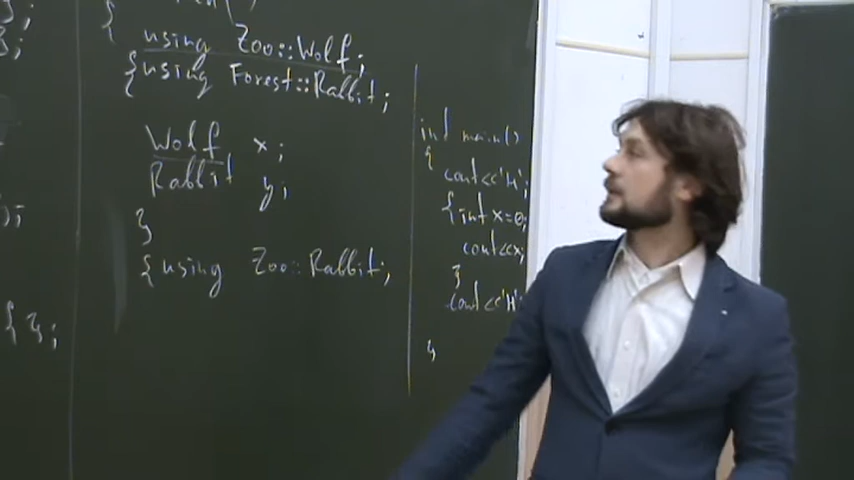 };
};
{
using Zoo::Wolf;
{using Forest::Rabbit;
Wolf x;
Rabbit y;
}
{using Zoo::Rabbit;
);
{ };
int main()
{
cout<<'H';
{int x=0;
cout<<x;
}
cout<<'H';
}